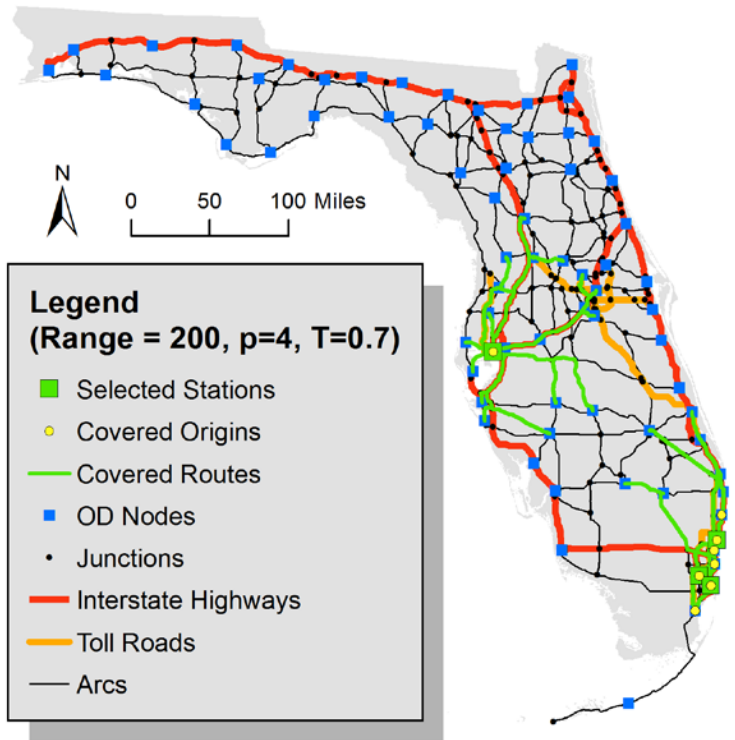 N
0 50 100 Miles
Legend
(Range = 200, p=4, T=0.7)
Selected Stations
Covered Origins
Covered Routes
OD Nodes
Junctions
Interstate Highways
Toll Roads
Arcs